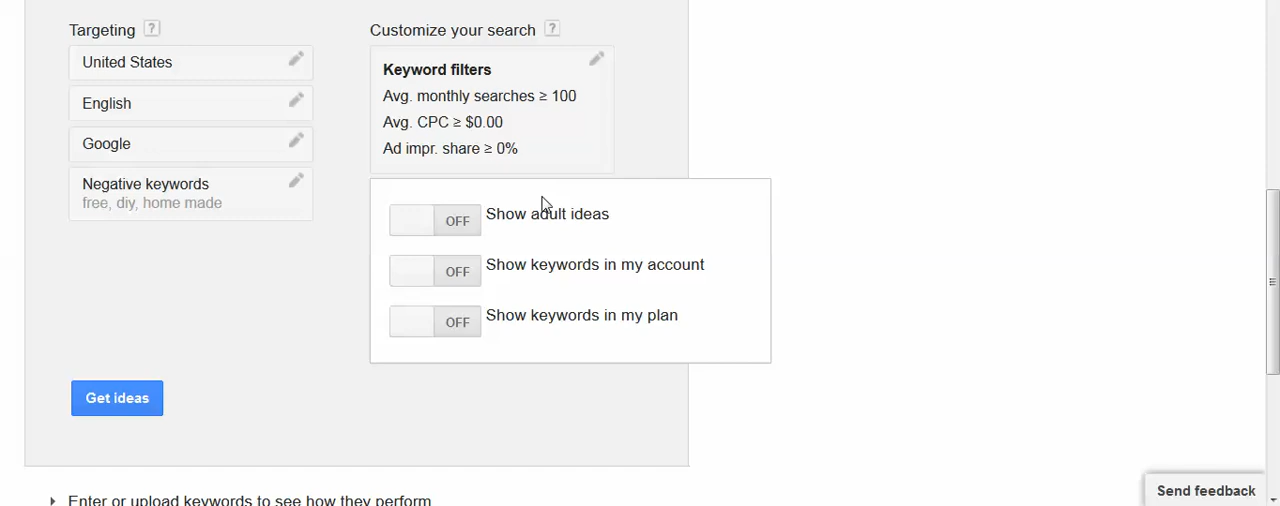 Targeting ?
United States
English
Google
Negative keywords
free, diy, home made
Customize your search ?
Keyword filters
Avg. monthly searches ≥ 100
Avg. CPC ≥ $0.00
Ad impr. share ≥ 0%
OFF Show adult ideas
OFF Show keywords in my account
OFF Show keywords in my plan
Get ideas
Enter or upload keywords to see how they perform
Send feedback